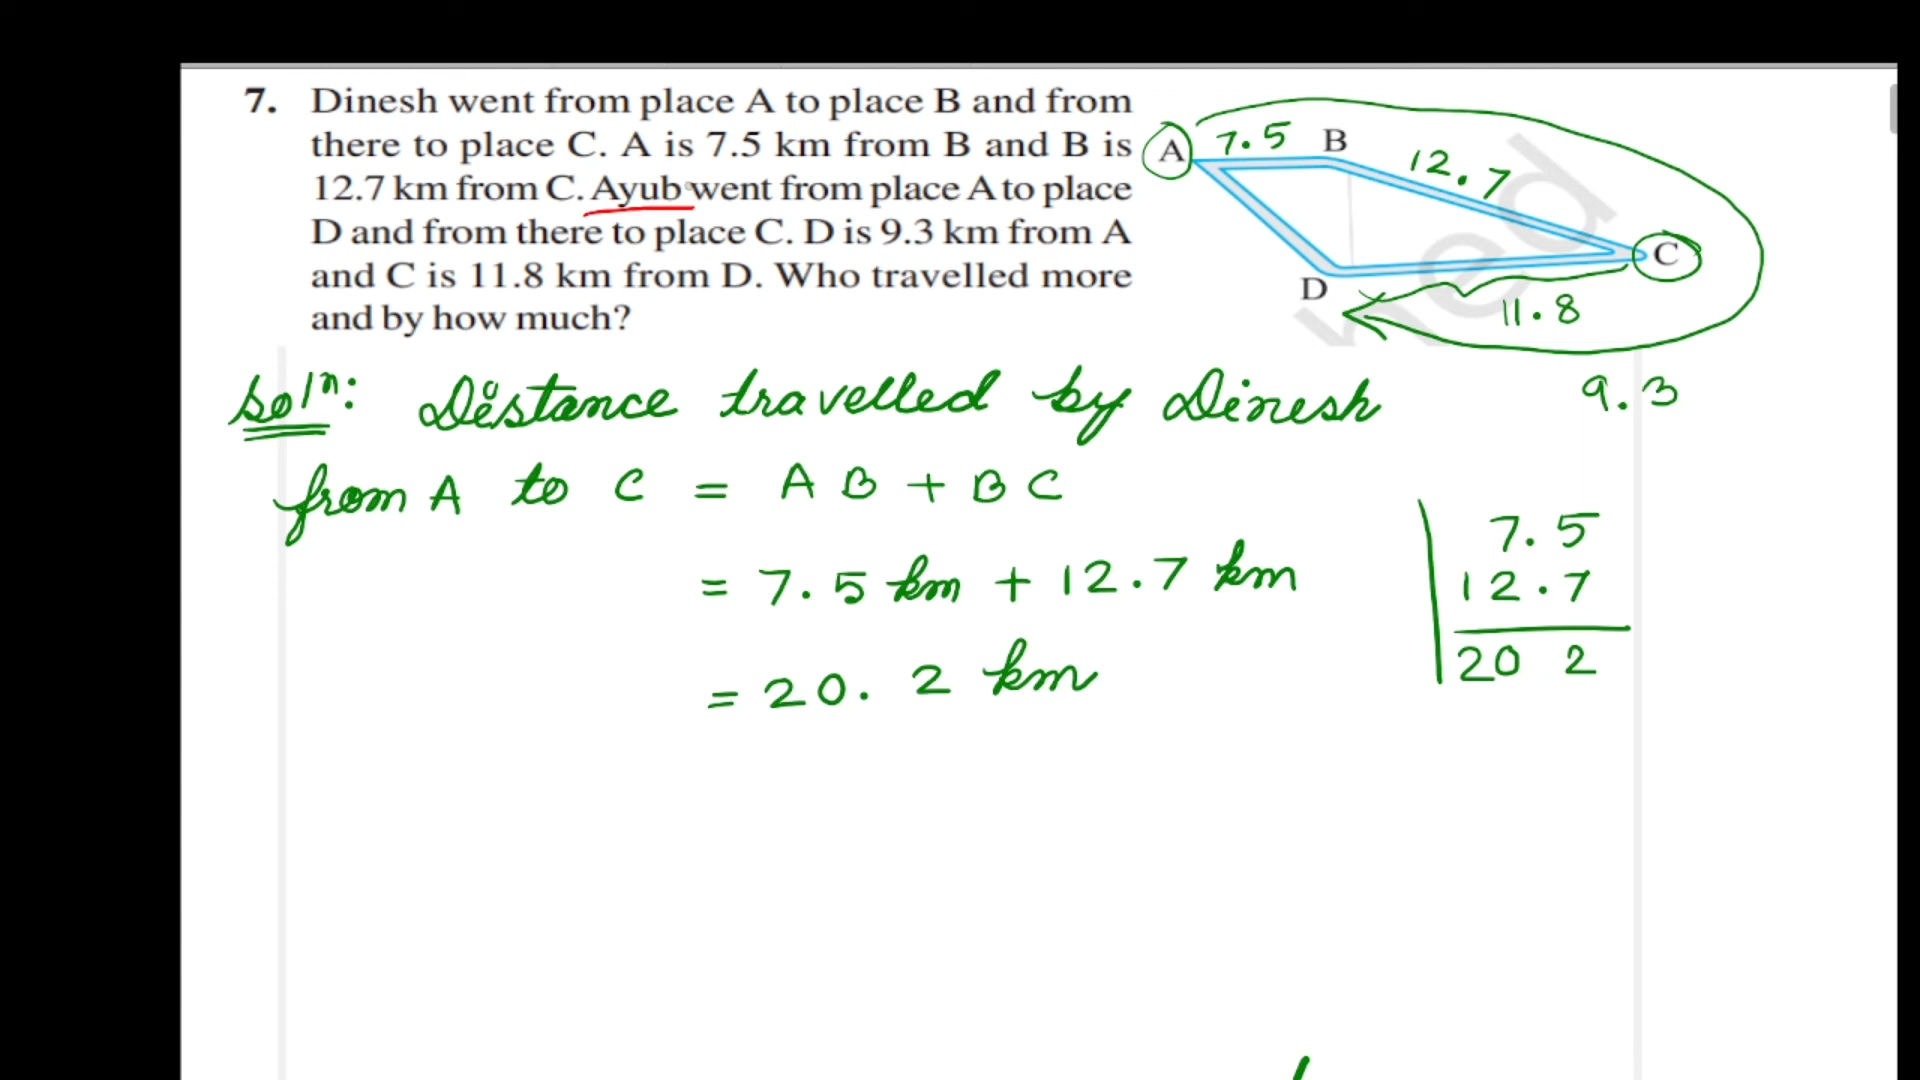 7. Dinesh went from place A to place B and from
there to place C. A is 7.5 km from B and B is
12.7 km from C. Ayub went from place A to place
D and from there to place C. D is 9.3 km from A
and C is 11.8 km from D. Who travelled more
and by how much?
A 7.5 B
12.7
C
D
11.8
9.3
Solⁿ: Distance travelled by Dinesh
from A to C = AB + BC
= 7.5 km + 12.7 km
= 20.2 km
7.5
12.7
20 2